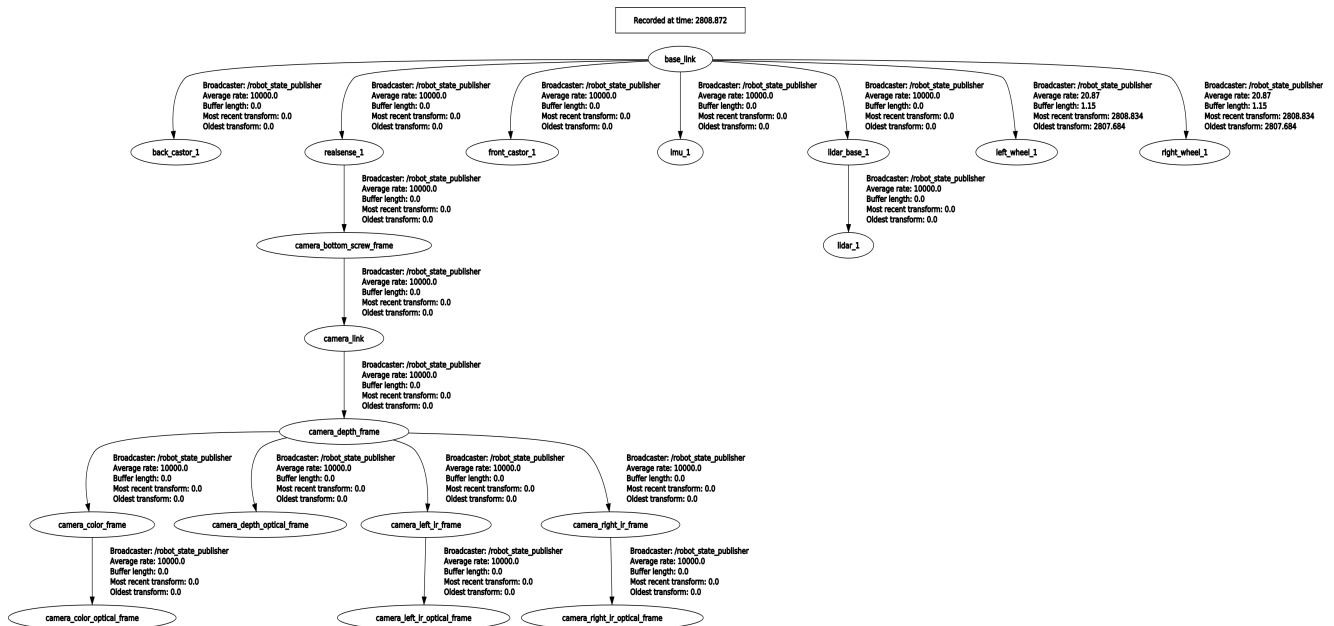 Recorded at time: 2808.872
base_link
Broadcaster: /robot_state_publisher
Average rate: 10000.0
Buffer length: 0.0
Most recent transform: 0.0
Oldest transform: 0.0
Broadcaster: /robot_state_publisher
Average rate: 10000.0
Buffer length: 0.0
Most recent transform: 0.0
Oldest transform: 0.0
Broadcaster: /robot_state_publisher
Average rate: 10000.0
Buffer length: 0.0
Most recent transform: 0.0
Oldest transform: 0.0
Broadcaster: /robot_state_publisher
Average rate: 10000.0
Buffer length: 0.0
Most recent transform: 0.0
Oldest transform: 0.0
Broadcaster: /robot_state_publisher
Average rate: 10000.0
Buffer length: 0.0
Most recent transform: 0.0
Oldest transform: 0.0
Broadcaster: /robot_state_publisher
Average rate: 20.87
Buffer length: 1.15
Most recent transform: 2808.834
Oldest transform: 2807.684
Broadcaster: /robot_state_publisher
Average rate: 20.87
Buffer length: 1.15
Most recent transform: 2808.834
Oldest transform: 2807.684
back_castor_1
realsense_1
front_castor_1
imu_1
lidar_base_1
left_wheel_1
right_wheel_1
Broadcaster: /robot_state_publisher
Average rate: 10000.0
Buffer length: 0.0
Most recent transform: 0.0
Oldest transform: 0.0
Broadcaster: /robot_state_publisher
Average rate: 10000.0
Buffer length: 0.0
Most recent transform: 0.0
Oldest transform: 0.0
camera_bottom_screw_frame
lidar_1
Broadcaster: /robot_state_publisher
Average rate: 10000.0
Buffer length: 0.0
Most recent transform: 0.0
Oldest transform: 0.0
camera_link
Broadcaster: /robot_state_publisher
Average rate: 10000.0
Buffer length: 0.0
Most recent transform: 0.0
Oldest transform: 0.0
camera_depth_frame
Broadcaster: /robot_state_publisher
Average rate: 10000.0
Buffer length: 0.0
Most recent transform: 0.0
Oldest transform: 0.0
Broadcaster: /robot_state_publisher
Average rate: 10000.0
Buffer length: 0.0
Most recent transform: 0.0
Oldest transform: 0.0
Broadcaster: /robot_state_publisher
Average rate: 10000.0
Buffer length: 0.0
Most recent transform: 0.0
Oldest transform: 0.0
Broadcaster: /robot_state_publisher
Average rate: 10000.0
Buffer length: 0.0
Most recent transform: 0.0
Oldest transform: 0.0
camera_color_frame
camera_depth_optical_frame
camera_left_ir_frame
camera_right_ir_frame
Broadcaster: /robot_state_publisher
Average rate: 10000.0
Buffer length: 0.0
Most recent transform: 0.0
Oldest transform: 0.0
Broadcaster: /robot_state_publisher
Average rate: 10000.0
Buffer length: 0.0
Most recent transform: 0.0
Oldest transform: 0.0
Broadcaster: /robot_state_publisher
Average rate: 10000.0
Buffer length: 0.0
Most recent transform: 0.0
Oldest transform: 0.0
camera_color_optical_frame
camera_left_ir_optical_frame
camera_right_ir_optical_frame